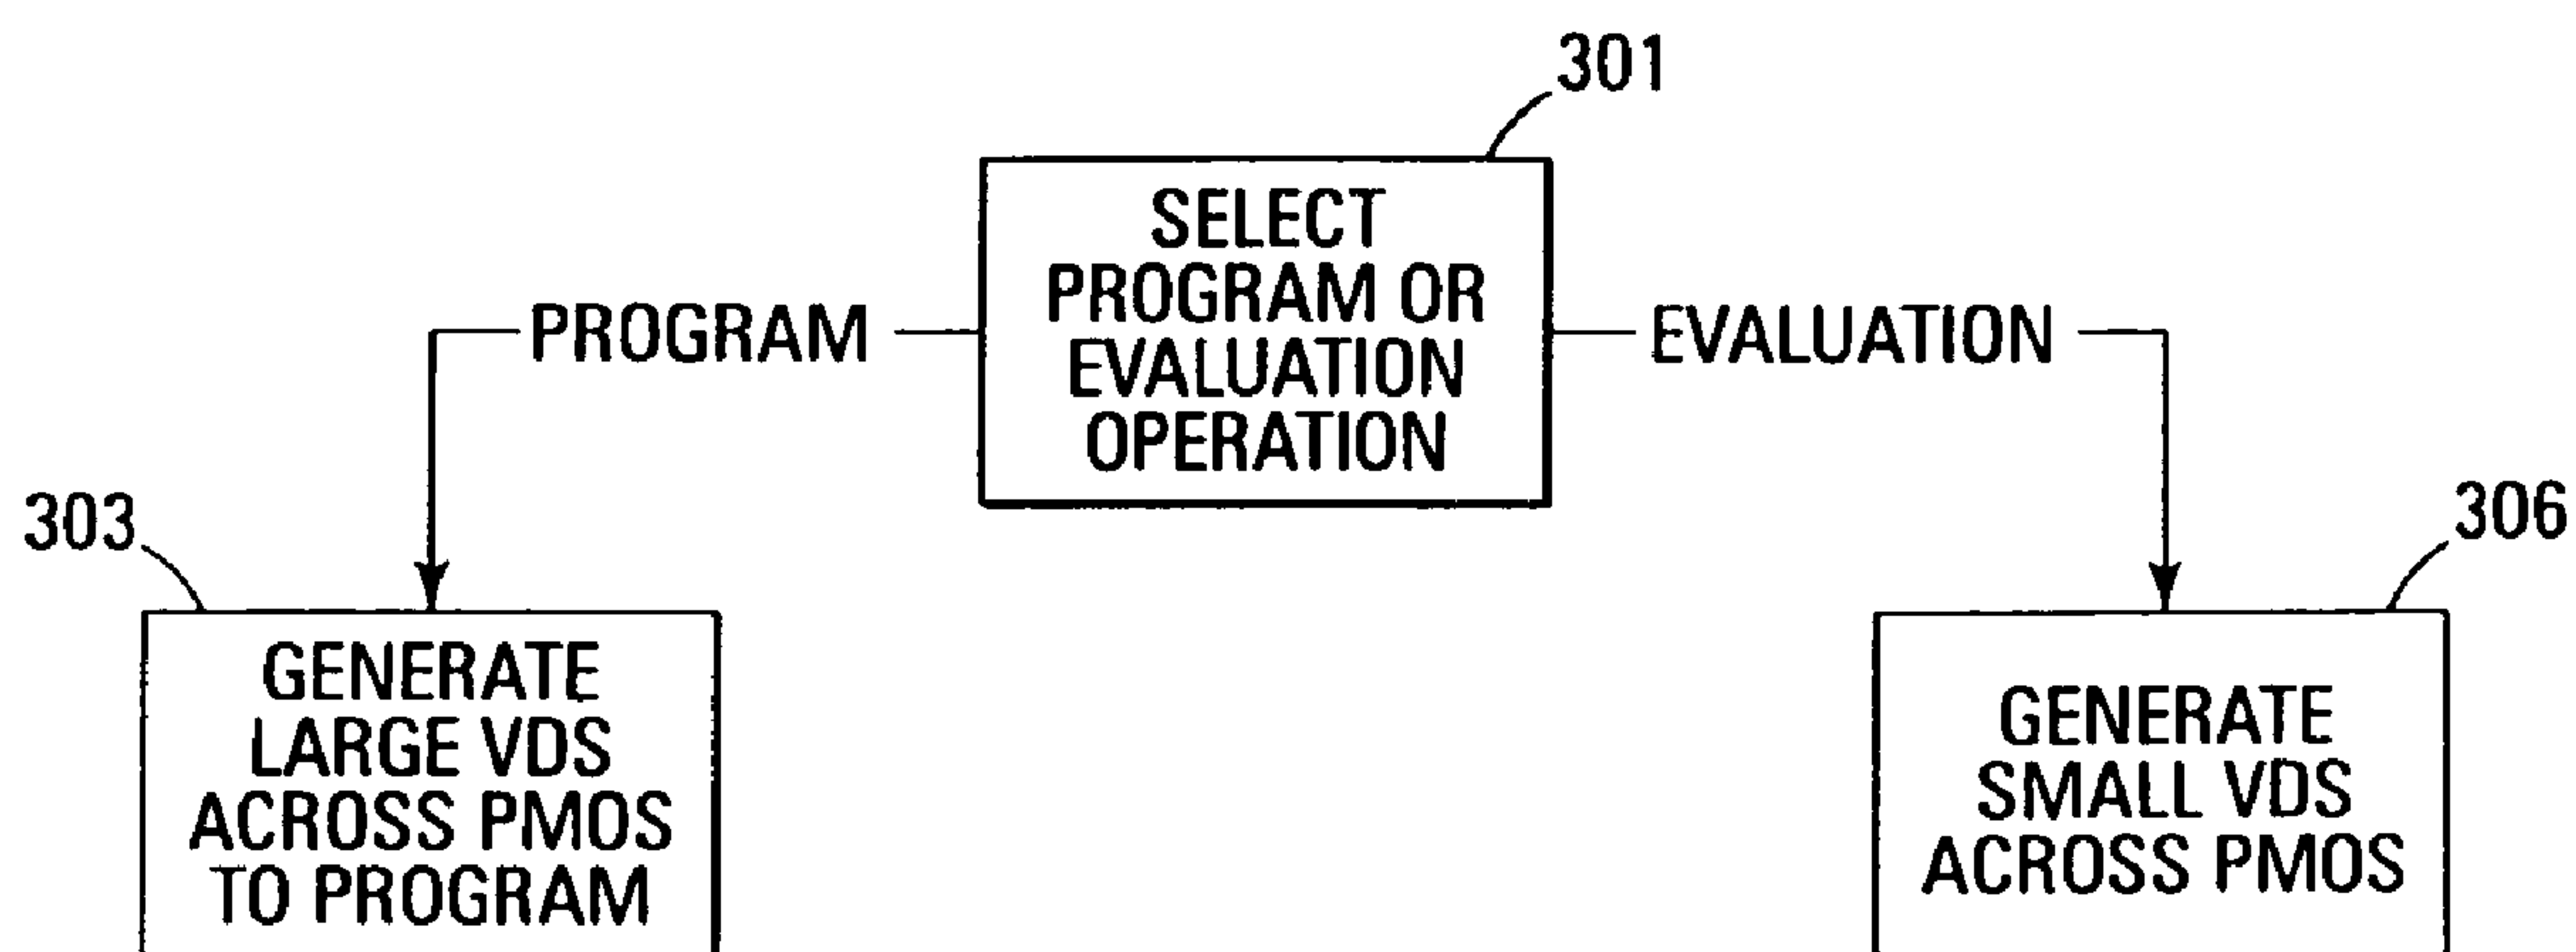 301
SELECT
PROGRAM OR
EVALUATION
OPERATION
PROGRAM
EVALUATION
303
GENERATE
LARGE VDS
ACROSS PMOS
TO PROGRAM
306
GENERATE
SMALL VDS
ACROSS PMOS